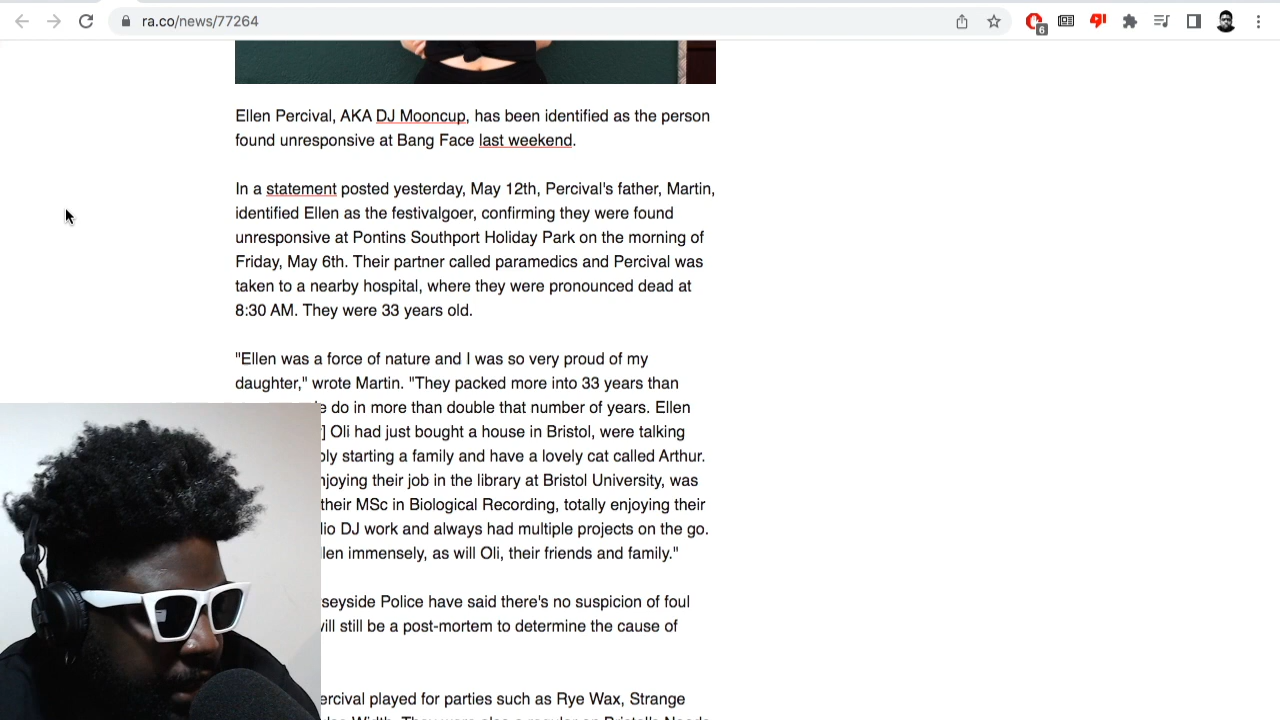 ra.co/news/77264
6
Ellen Percival, AKA DJ Mooncup, has been identified as the person
found unresponsive at Bang Face last weekend.
In a statement posted yesterday, May 12th, Percival's father, Martin,
identified Ellen as the festivalgoer, confirming they were found
unresponsive at Pontins Southport Holiday Park on the morning of
Friday, May 6th. Their partner called paramedics and Percival was
taken to a nearby hospital, where they were pronounced dead at
8:30 AM. They were 33 years old.
"Ellen was a force of nature and I was so very proud of my
daughter," wrote Martin. "They packed more into 33 years than
do in more than double that number of years. Ellen
] Oli had just bought a house in Bristol, were talking
starting a family and have a lovely cat called Arthur.
their job in the library at Bristol University, was
their MSc in Biological Recording, totally enjoying their
DJ work and always had multiple projects on the go.
immensely, as will Oli, their friends and family."
Police have said there's no suspicion of foul
still be a post-mortem to determine the cause of
played for parties such as Rye Wax, Strange